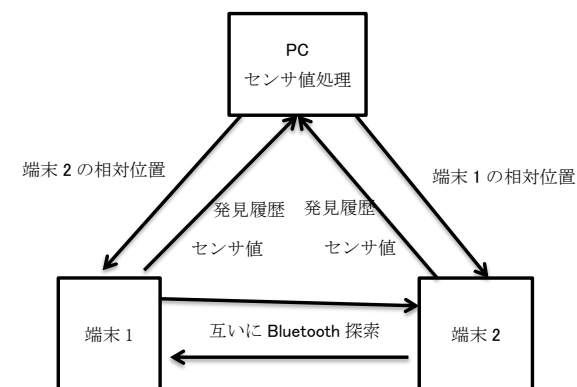 PC
センサ値処理
端末 2 の相対位置
端末 1 の相対位置
発見履歴
発見履歴
センサ値
センサ値
端末 1
互いに Bluetooth 探索
端末 2